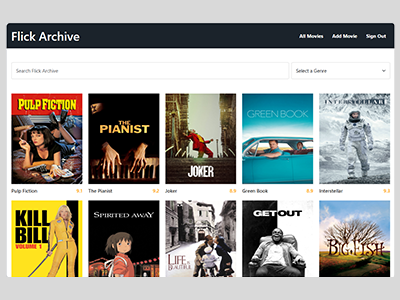 Flick Archive
All Movies Add Movie Sign Out
Search Flick Archive
Select a Genre
PULP FICTION
THE
PIANIST
JOKER
GREEN BOOK
INTERSTELLAR
Pulp Fiction 9.1
The Pianist 9.2
Joker 8.9
Green Book 8.9
Interstellar 9.3
KILL
BILL
VOLUME 1
SPIRITED AWAY
LIFE IS
BEAUTIFUL
GET OUT
BIG FISH